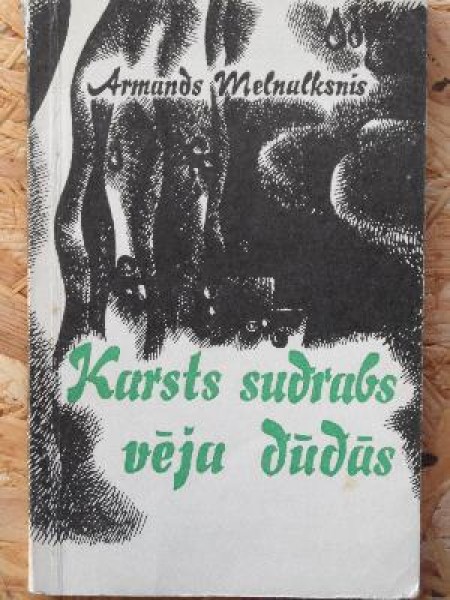 Armands Melnalksnis
Karsts sudrabs
vēja dūdās